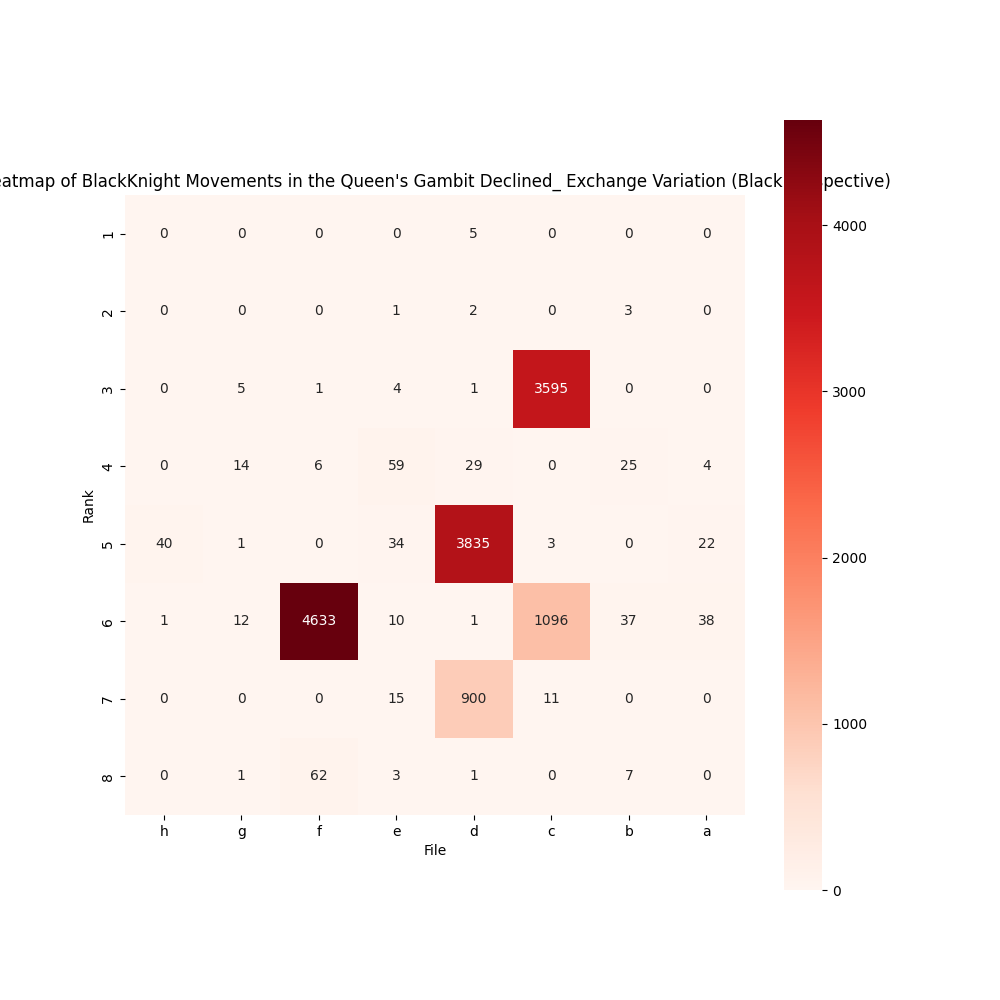 eatmap of BlackKnight Movements in the Queen's Gambit Declined_ Exchange Variation (Black pective)
Rank
1 0 0 0 0 5 0 0 0
2 0 0 0 1 2 0 3 0
3 0 5 1 4 1 3595 0 0
4 0 14 6 59 29 0 25 4
5 40 1 0 34 3835 3 0 22
6 1 12 4633 10 1 1096 37 38
7 0 0 0 15 900 11 0 0
8 0 1 62 3 1 0 7 0
h g f e d c b a
File
4000
3000
2000
1000
0